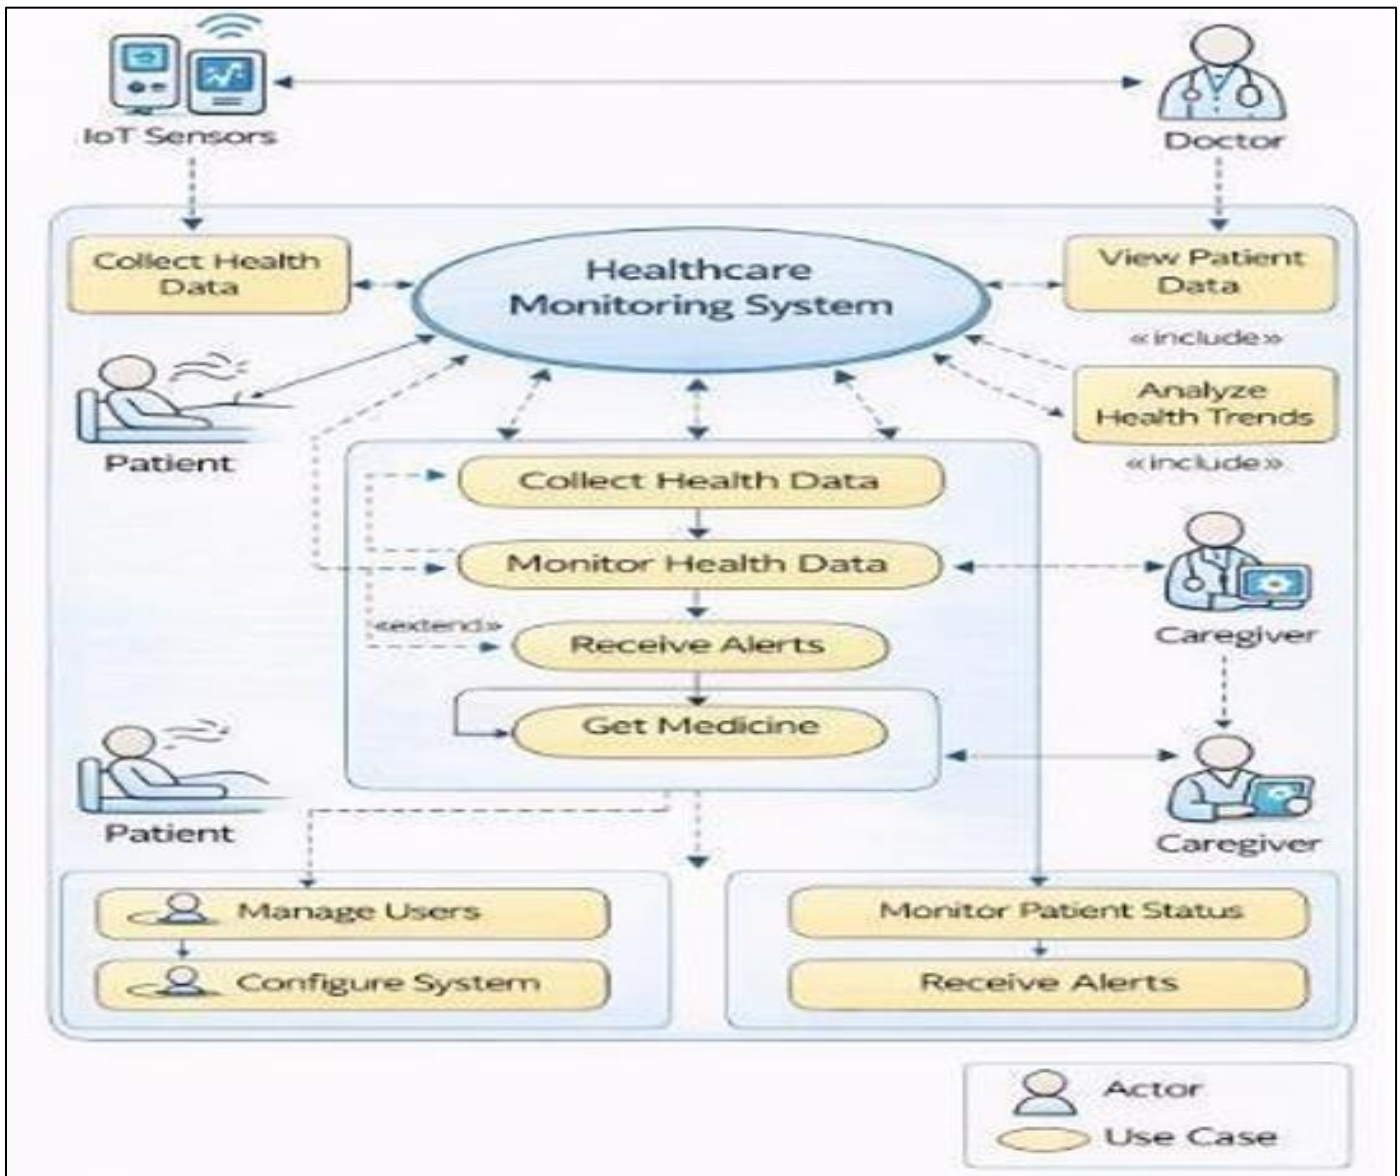 IoT Sensors
Doctor
Collect Health
Data
Healthcare
Monitoring System
View Patient
Data
«include»
Analyze
Health Trends
«include»
Patient
Collect Health Data
Monitor Health Data
«extend»
Receive Alerts
Get Medicine
Caregiver
Caregiver
Patient
Manage Users
Configure System
Monitor Patient Status
Receive Alerts
Actor
Use Case